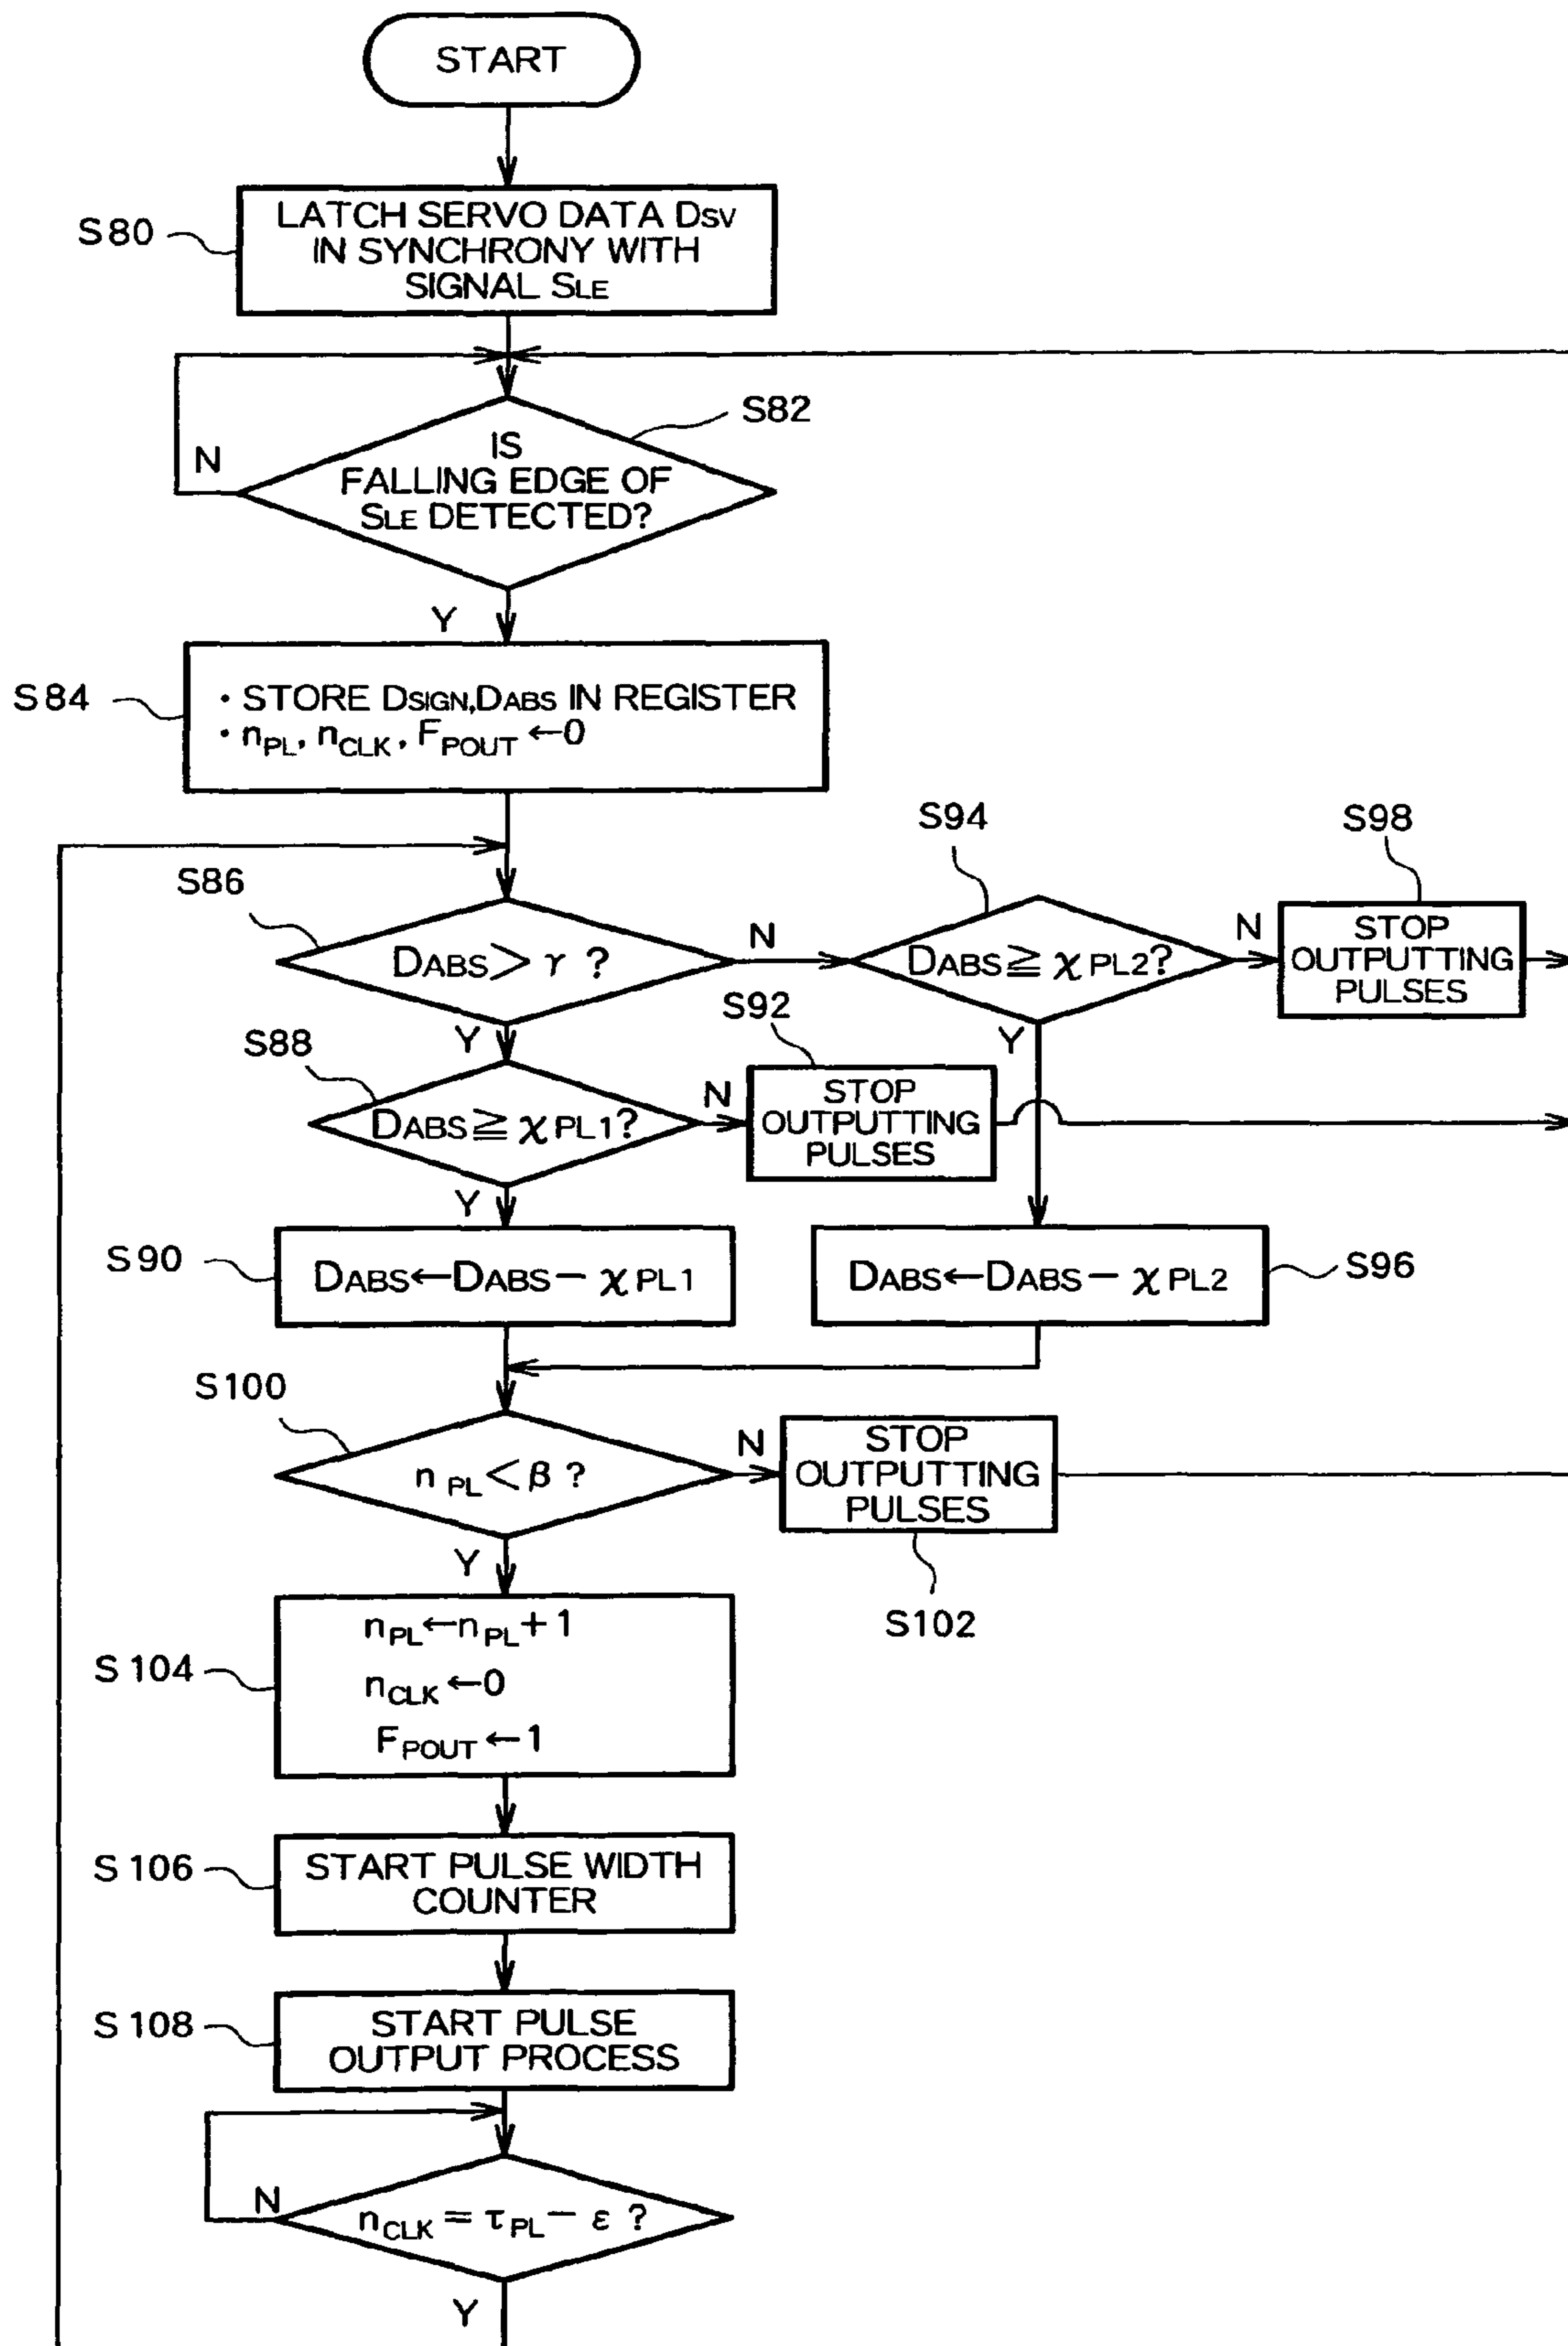 START
S80
LATCH SERVO DATA DSV
IN SYNCHRONY WITH
SIGNAL SLE
S82
IS
FALLING EDGE OF
SLE DETECTED?
N
Y
S84
· STORE DSIGN,DABS IN REGISTER
· nPL, nCLK, FPOUT ←0
S86
DABS > γ ?
N
Y
S94
DABS ≧ χPL2?
N
Y
S98
STOP
OUTPUTTING
PULSES
S88
DABS ≧ χPL1?
N
Y
S92
STOP
OUTPUTTING
PULSES
S90
DABS←DABS− χPL1
DABS←DABS− χPL2
S96
S100
nPL < β ?
N
Y
STOP
OUTPUTTING
PULSES
S102
S104
nPL←nPL+1
nCLK←0
FPOUT←1
S106
START PULSE WIDTH
COUNTER
S108
START PULSE
OUTPUT PROCESS
N
nCLK = τPL− ε ?
Y